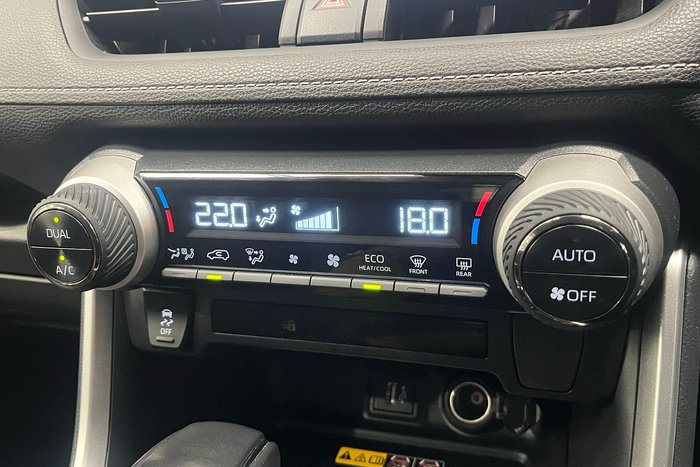 22.0
18.0
DUAL
A/C
ECO
HEAT/COOL
FRONT
REAR
AUTO
OFF
OFF